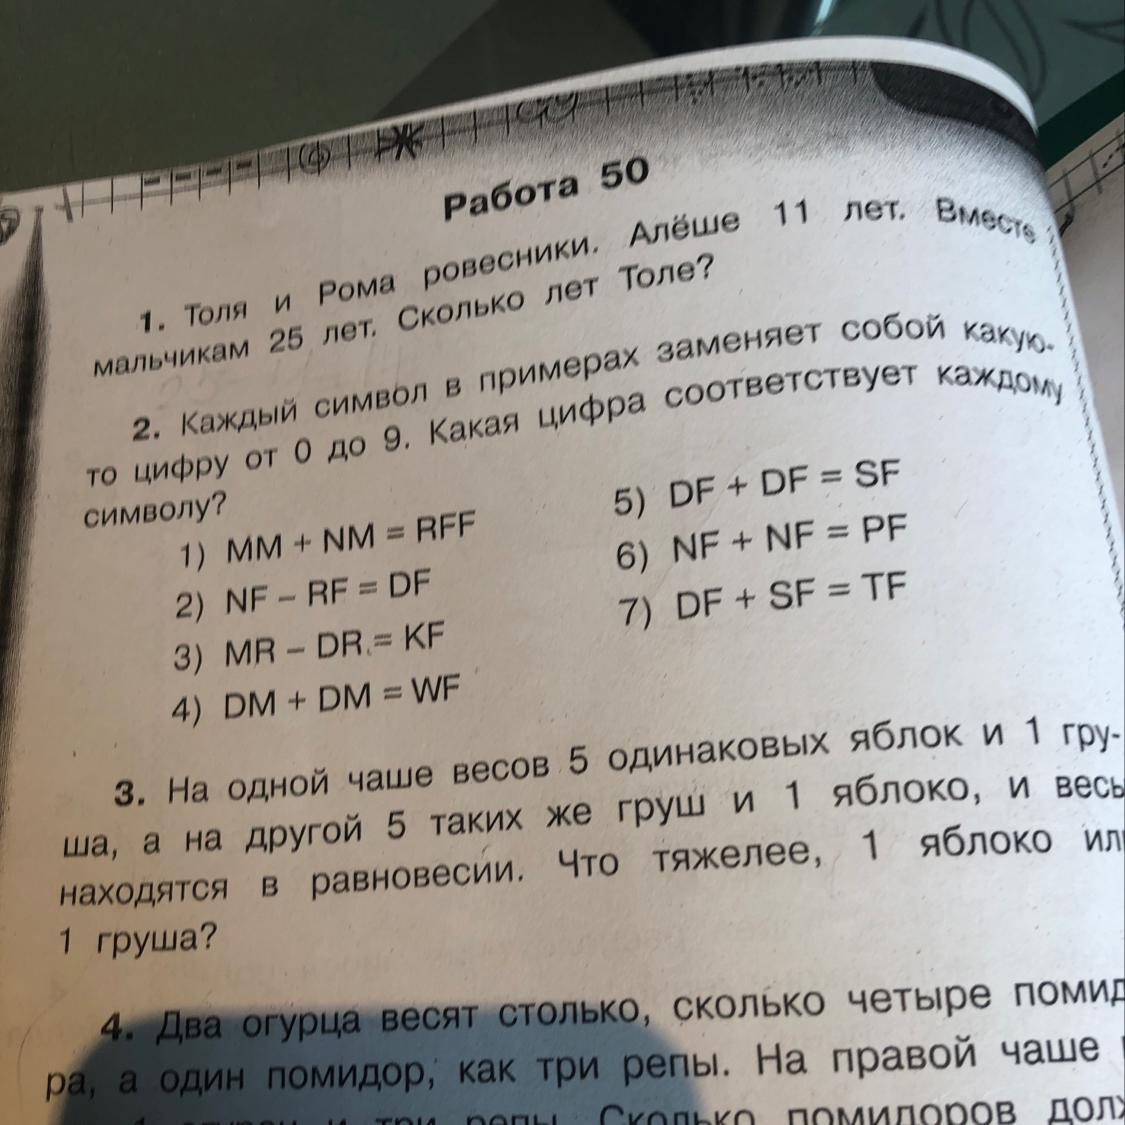 Работа 50
1. Толя и Рома ровесники. Алёше 11 лет. Вместе
мальчикам 25 лет. Сколько лет Толе?
2. Каждый символ в примерах заменяет собой какую-
то цифру от 0 до 9. Какая цифра соответствует каждому
символу?
1) MM + NM = RFF
2) NF – RF = DF
3) MR – DR = KF
4) DM + DM = WF
5) DF + DF = SF
6) NF + NF = PF
7) DF + SF = TF
3. На одной чаше весов 5 одинаковых яблок и 1 гру-
ша, а на другой 5 таких же груш и 1 яблоко, и весы
находятся в равновесии. Что тяжелее, 1 яблоко или
1 груша?
4. Два огурца весят столько, сколько четыре помид
ра, а один помидор, как три репы. На правой чаше
и три репы. Сколько помидоров долж